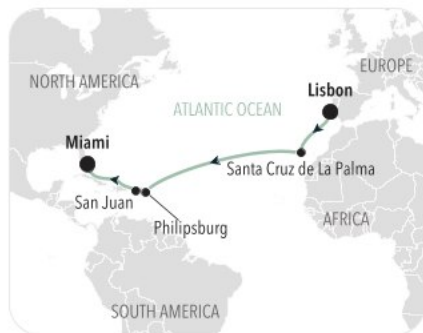 NORTH AMERICA
EUROPE
Lisbon
ATLANTIC OCEAN
Miami
Santa Cruz de La Palma
San Juan
Philipsburg
AFRICA
SOUTH AMERICA